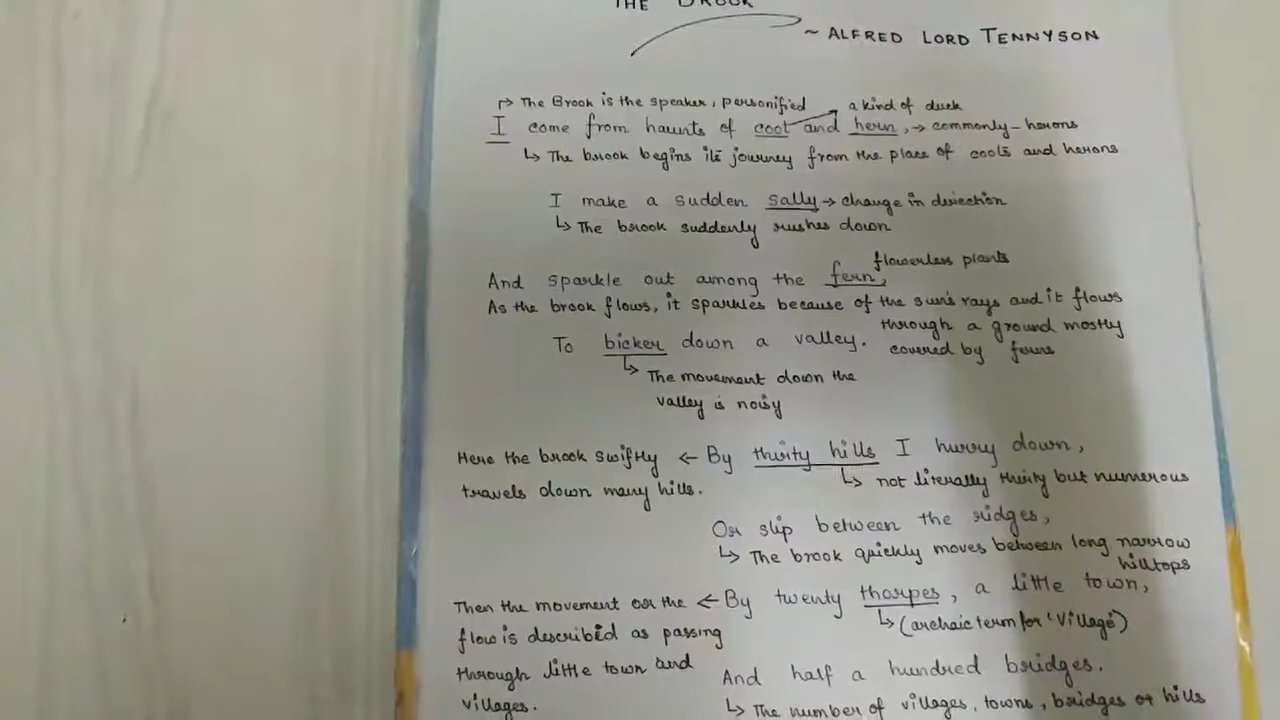 THE BROOK
~ ALFRED LORD TENNYSON
↱ The Brook is the speaker, personified a kind of duck
I come from haunts of coot and hern, → commonly - herons
↳ The brook begins its journey from the place of coots and herons
I make a sudden sally → change in direction
↳ The brook suddenly rushes down
flowerless plants
And sparkle out among the fern,
As the brook flows, it sparkles because of the sun's rays and it flows
through a ground mostly
To bicker down a valley. covered by ferns
↳ The movement down the
valley is noisy
Here the brook swiftly ← By thirty hills I hurry down,
travels down many hills. ↳ not literally thirty but numerous
Or slip between the ridges,
↳ The brook quickly moves between long narrow
hilltops
Then the movement or the ← By twenty thorpes, a little town,
flow is described as passing ↳ (archaic term for 'village')
through little town and And half a hundred bridges.
villages. ↳ The number of villages, towns, bridges or hills